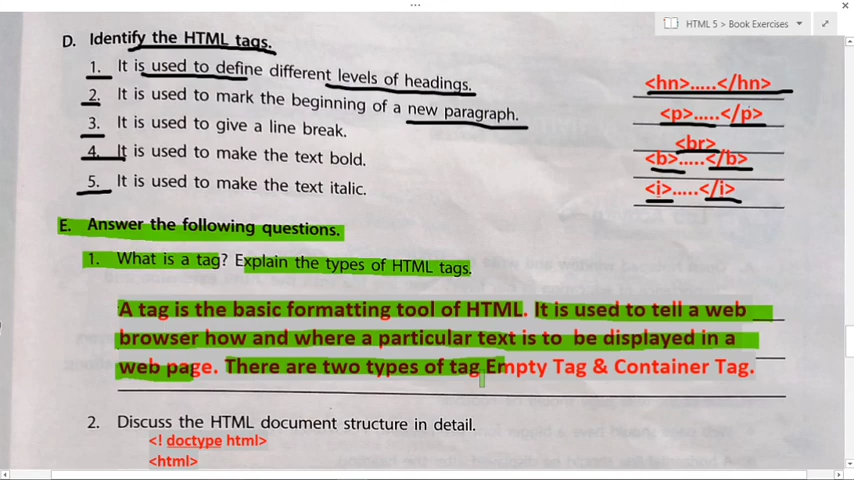 HTML 5 > Book Exercises
D. Identify the HTML tags.
1. It is used to define different levels of headings. <hn>.....</hn>
2. It is used to mark the beginning of a new paragraph. <p>.....</p>
3. It is used to give a line break. <br>
4. It is used to make the text bold. <b>.....</b>
5. It is used to make the text italic. <i>.....</i>
E. Answer the following questions.
1. What is a tag? Explain the types of HTML tags.
A tag is the basic formatting tool of HTML. It is used to tell a web
browser how and where a particular text is to be displayed in a
web page. There are two types of tag Empty Tag & Container Tag.
2. Discuss the HTML document structure in detail.
<! doctype html>
<html>